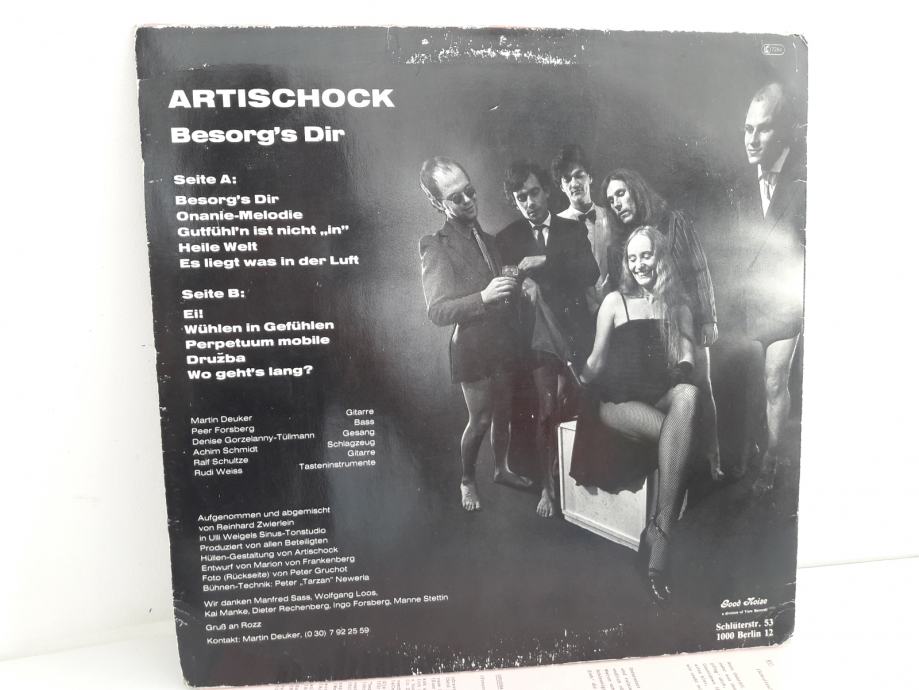 ARTISCHOCK
Besorg's Dir
Seite A:
Besorg's Dir
Onanie-Melodie
Gutfühl'n ist nicht „in"
Heile Welt
Es liegt was in der Luft
Seite B:
Ei!
Wühlen in Gefühlen
Perpetuum mobile
Družba
Wo geht's lang?
Martin Deuker Gitarre
Peer Forsberg Bass
Denise Gorzelanny-Tüllmann Gesang
Achim Schmidt Schlagzeug
Ralf Schultze Gitarre
Rudi Weiss Tasteninstrumente
Aufgenommen und abgemischt
von Reinhard Zwierlein
in Ulli Weigels Sinus-Tonstudio
Produziert von allen Beteiligten
Hüllen-Gestaltung von Artischock
Entwurf von Marion von Frankenberg
Foto (Rückseite) von Peter Gruchot
Bühnen-Technik: Peter „Tarzan" Newerla
Wir danken Manfred Sass, Wolfgang Loos,
Kai Manke, Dieter Rechenberg, Ingo Forsberg, Manne Stettin
Gruß an Rozz
Kontakt: Martin Deuker, (0 30) 7 92 25 59
Good Noise
Schlüterstr. 53
1000 Berlin 12